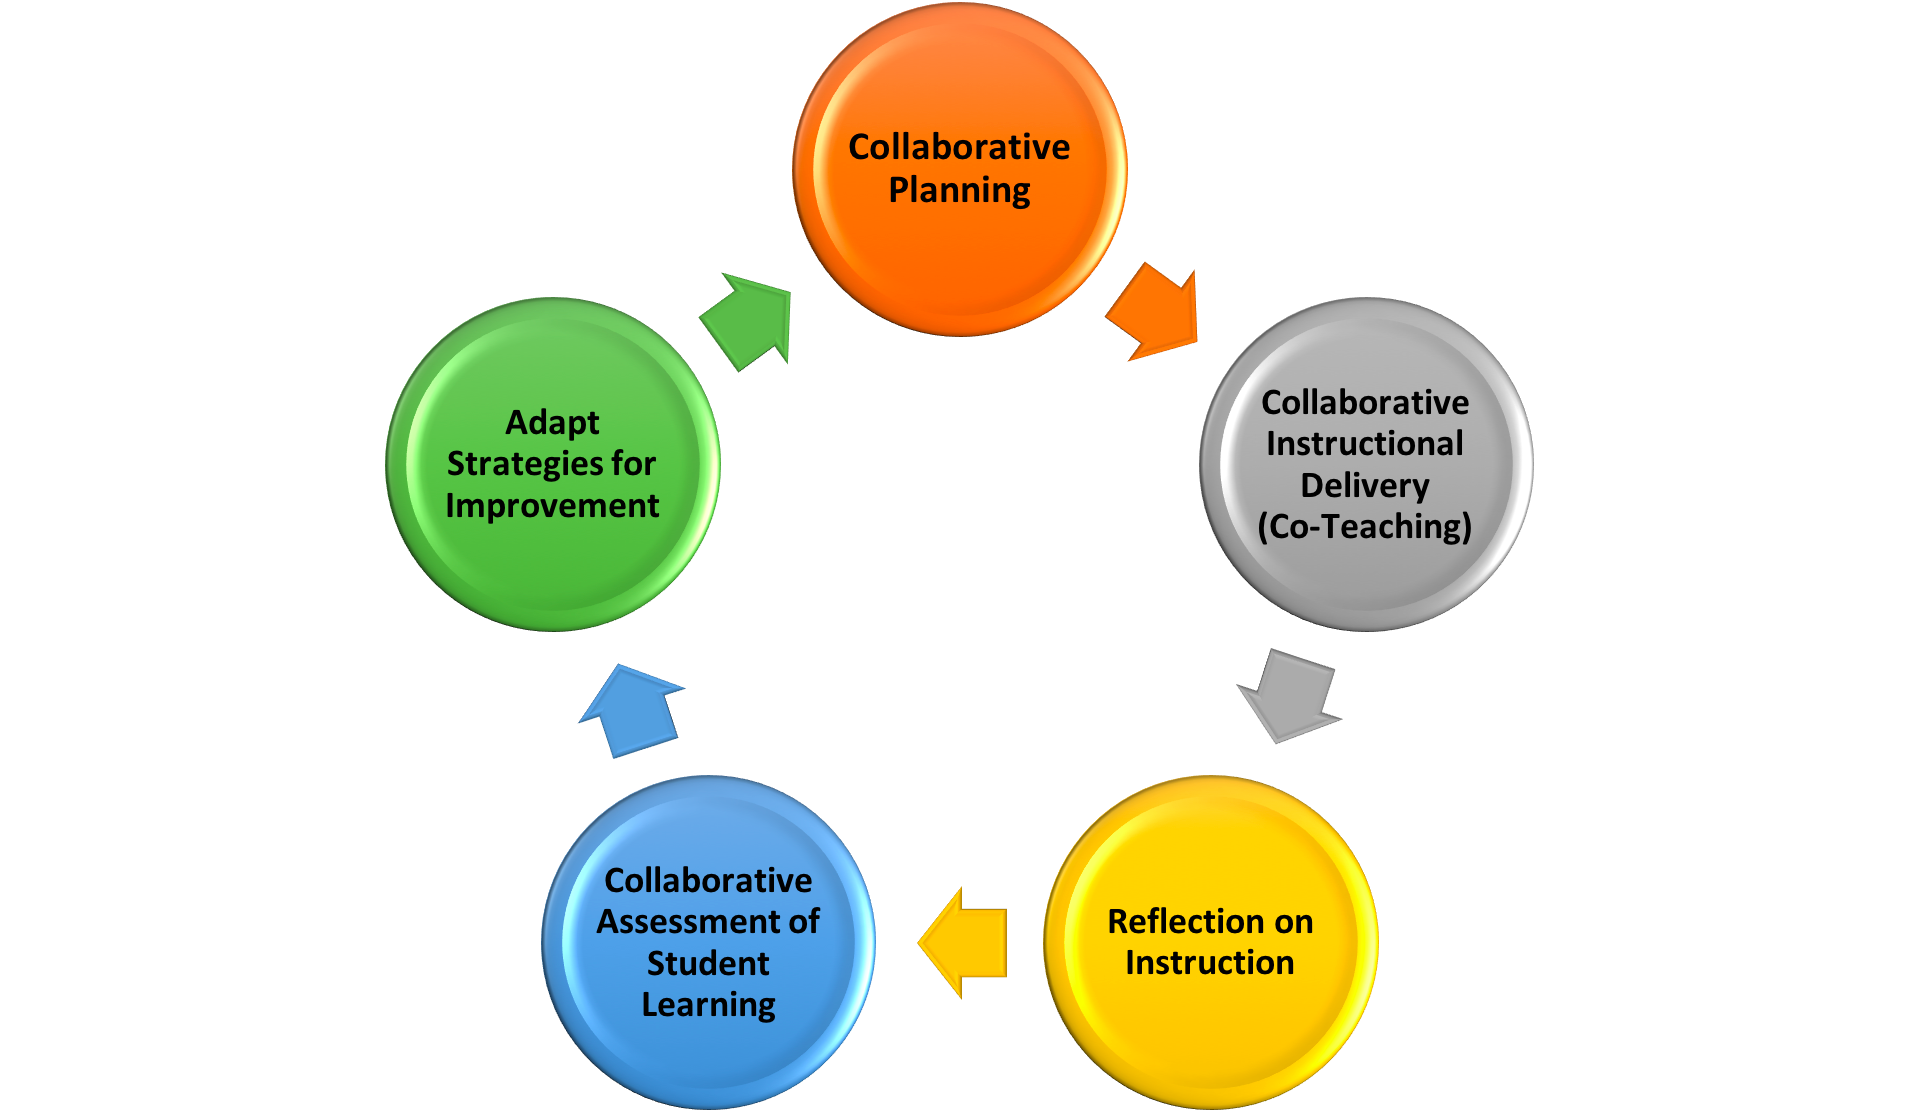 Collaborative
Planning
Collaborative
Instructional
Delivery
(Co-Teaching)
Reflection on
Instruction
Collaborative
Assessment of
Student
Learning
Adapt
Strategies for
Improvement